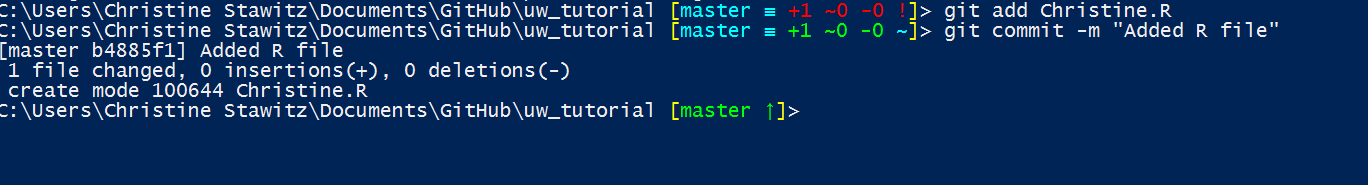 C:\Users\Christine Stawitz\Documents\GitHub\uw_tutorial [master ≡ +1 ~0 -0 !]> git add Christine.R
C:\Users\Christine Stawitz\Documents\GitHub\uw_tutorial [master ≡ +1 ~0 -0 ~]> git commit -m "Added R file"
[master b4885f1] Added R file
 1 file changed, 0 insertions(+), 0 deletions(-)
 create mode 100644 Christine.R
C:\Users\Christine Stawitz\Documents\GitHub\uw_tutorial [master ↑]>